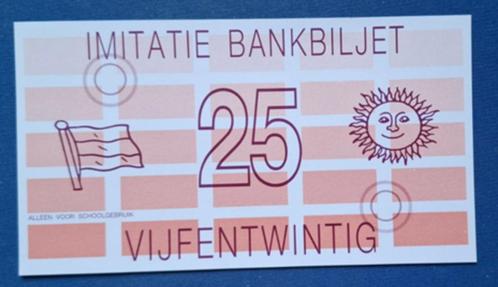 IMITATIE BANKBILJET
25
ALLEEN VOOR SCHOOLGEBRUIK
VIJFENTWINTIG